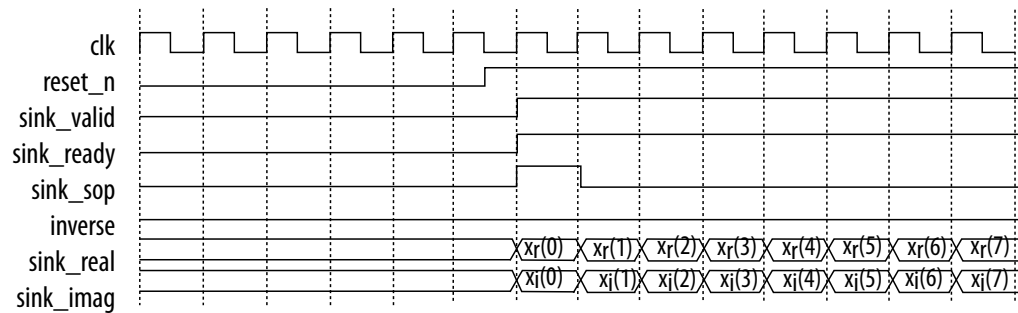 clk
reset_n
sink_valid
sink_ready
sink_sop
inverse
sink_real xr(0) xr(1) xr(2) xr(3) xr(4) xr(5) xr(6) xr(7)
sink_imag xi(0) xi(1) xi(2) xi(3) xi(4) xi(5) xi(6) xi(7)